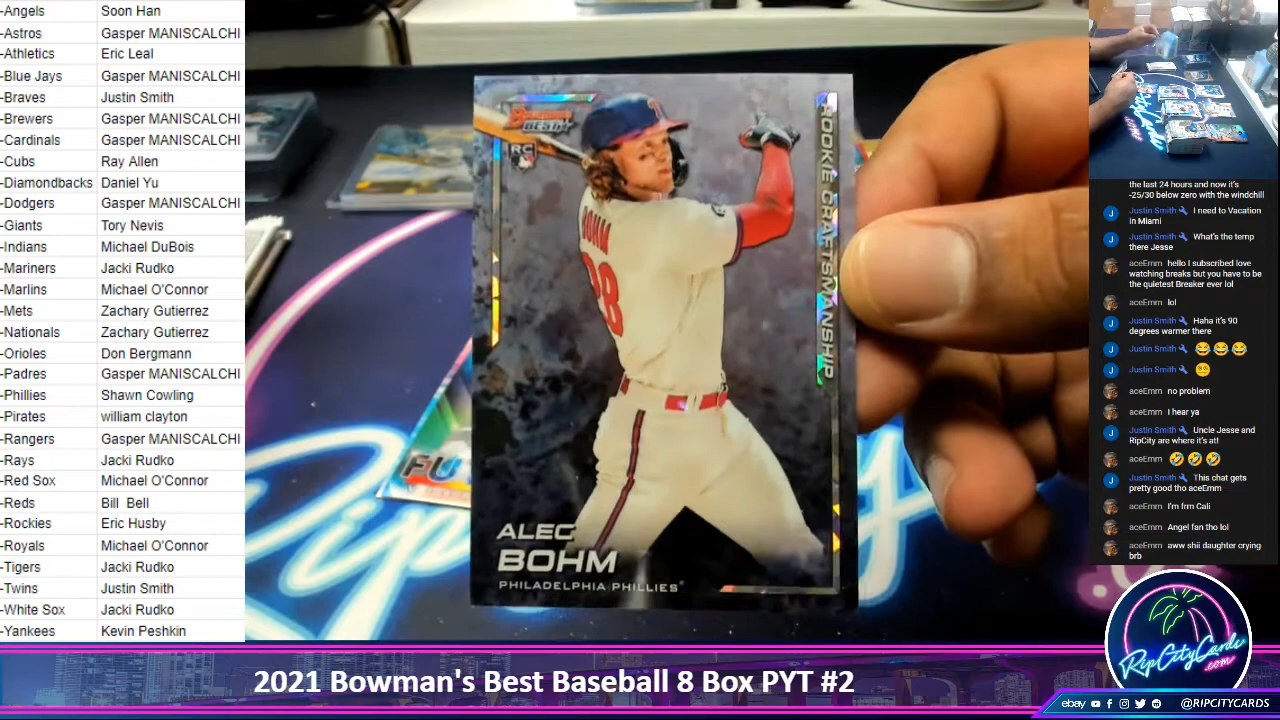 -Angels Soon Han
-Astros Gasper MANISCALCHI
-Athletics Eric Leal
-Blue Jays Gasper MANISCALCHI
-Braves Justin Smith
-Brewers Gasper MANISCALCHI
-Cardinals Gasper MANISCALCHI
-Cubs Ray Allen
-Diamondbacks Daniel Yu
-Dodgers Gasper MANISCALCHI
-Giants Tory Nevis
-Indians Michael DuBois
-Mariners Jacki Rudko
-Marlins Michael O'Connor
-Mets Zachary Gutierrez
-Nationals Zachary Gutierrez
-Orioles Don Bergmann
-Padres Gasper MANISCALCHI
-Phillies Shawn Cowling
-Pirates william clayton
-Rangers Gasper MANISCALCHI
-Rays Jacki Rudko
-Red Sox Michael O'Connor
-Reds Bill Bell
-Rockies Eric Husby
-Royals Michael O'Connor
-Tigers Jacki Rudko
-Twins Justin Smith
-White Sox Jacki Rudko
-Yankees Kevin Peshkin
BOWMAN'S
BEST
RC
ROOKIE CRAFTSMANSHIP
BOHM
28
ALEC
BOHM
PHILADELPHIA PHILLIES
FUT
the last 24 hours and now it's
-25/30 below zero with the windchill
Justin Smith I need to Vacation
in Miami
Justin Smith What's the temp
there Jesse
aceEmm hello I subscribed love
watching breaks but you have to be
the quietest Breaker ever lol
aceEmm lol
Justin Smith Haha it's 90
degrees warmer there
Justin Smith 😂😂😂
Justin Smith 😵
aceEmm no problem
aceEmm I hear ya
Justin Smith Uncle Jesse and
RipCity are where it's at!
aceEmm 🤣🤣🤣
Justin Smith This chat gets
pretty good tho aceEmm
aceEmm I'm frm Cali
aceEmm Angel fan tho lol
aceEmm aww shii daughter crying
brb
RipCityCards
.com
2021 Bowman's Best Baseball 8 Box PYT #2
ebay @RIPCITYCARDS